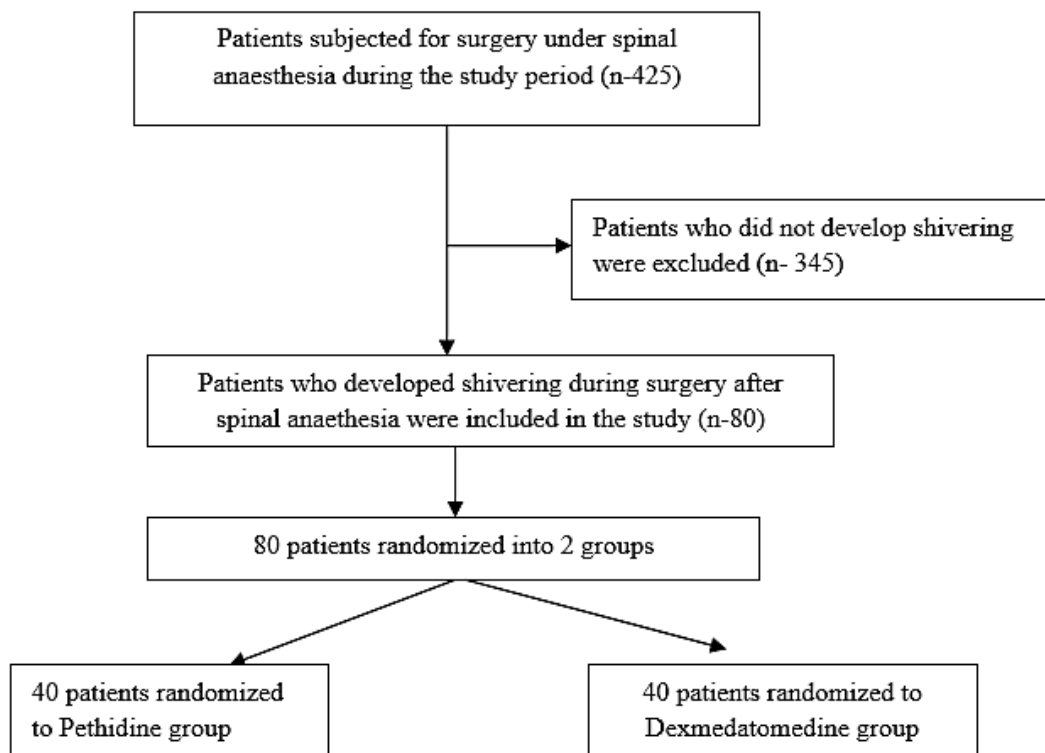 Patients subjected for surgery under spinal
anaesthesia during the study period (n-425)
Patients who did not develop shivering
were excluded (n- 345)
Patients who developed shivering during surgery after
spinal anaethesia were included in the study (n-80)
80 patients randomized into 2 groups
40 patients randomized
to Pethidine group
40 patients randomized to
Dexmedatomedine group